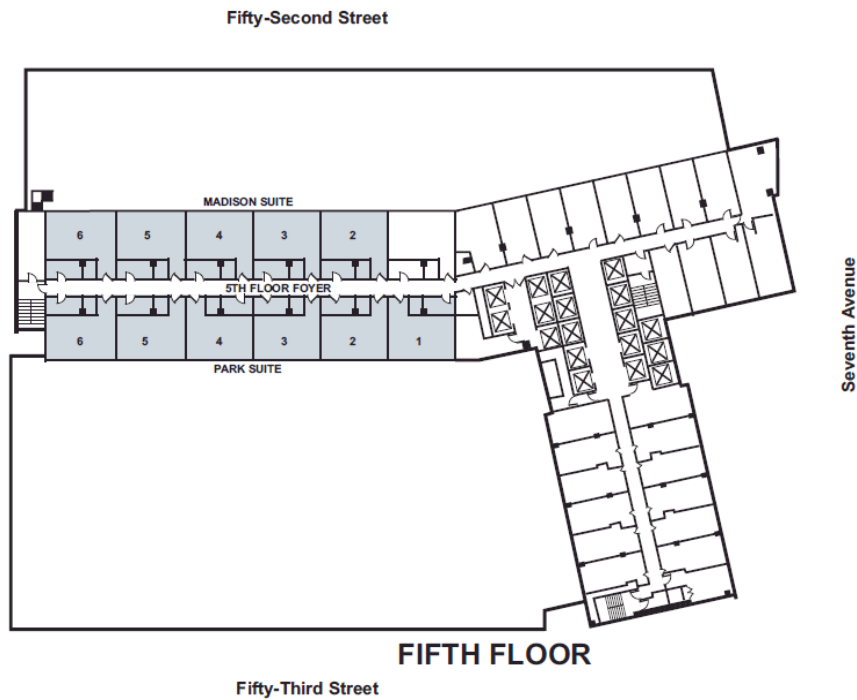 Fifty-Second Street
MADISON SUITE
6 5 4 3 2
5TH FLOOR FOYER
6 5 4 3 2 1
PARK SUITE
Seventh Avenue
FIFTH FLOOR
Fifty-Third Street